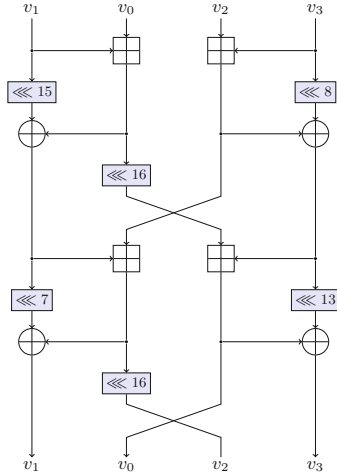 v₁ v₀ v₂ v₃
⋘ 15 ⋘ 8
⋘ 16
⋘ 7 ⋘ 13
⋘ 16
v₁ v₀ v₂ v₃